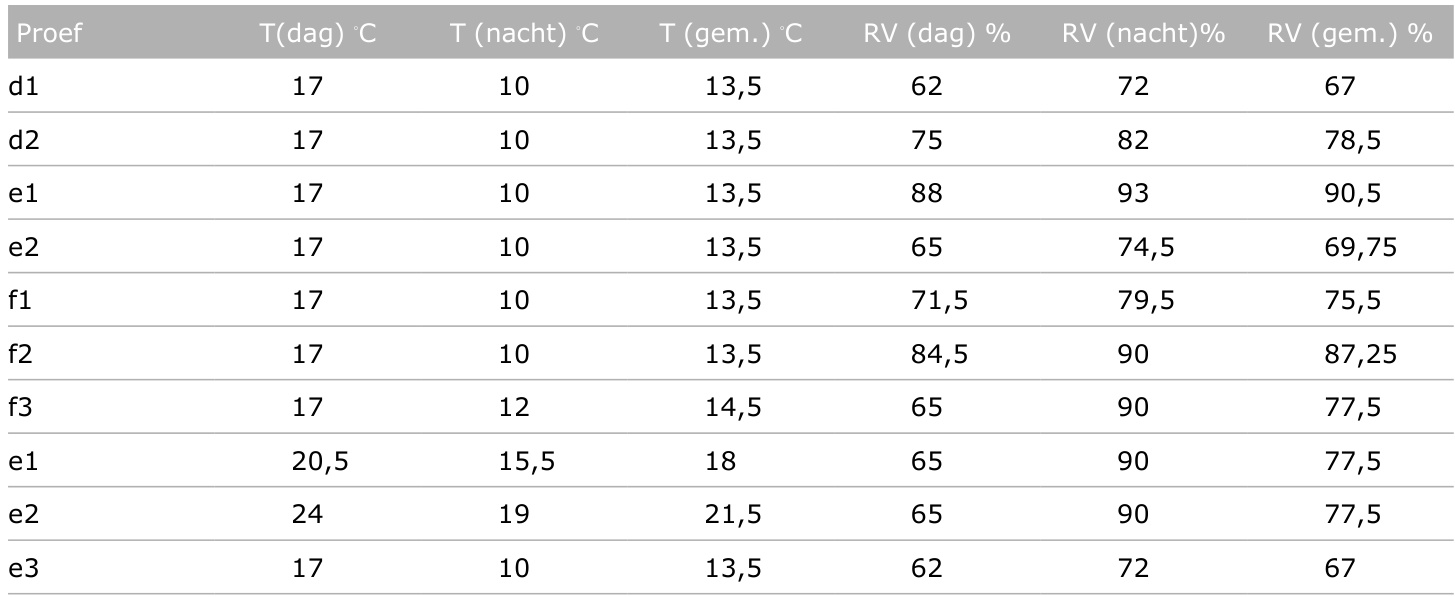 Proef T(dag) °C T (nacht) °C T (gem.) °C RV (dag) % RV (nacht)% RV (gem.) %
d1 17 10 13,5 62 72 67
d2 17 10 13,5 75 82 78,5
e1 17 10 13,5 88 93 90,5
e2 17 10 13,5 65 74,5 69,75
f1 17 10 13,5 71,5 79,5 75,5
f2 17 10 13,5 84,5 90 87,25
f3 17 12 14,5 65 90 77,5
e1 20,5 15,5 18 65 90 77,5
e2 24 19 21,5 65 90 77,5
e3 17 10 13,5 62 72 67